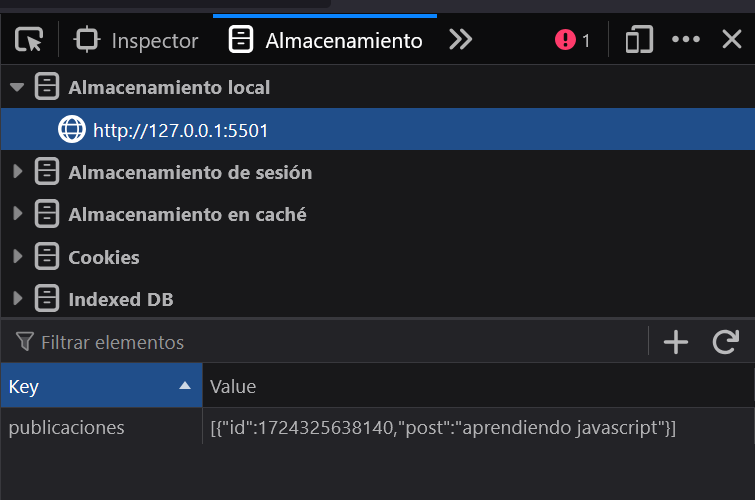 Inspector Almacenamiento 1
Almacenamiento local
http://127.0.0.1:5501
Almacenamiento de sesión
Almacenamiento en caché
Cookies
Indexed DB
Filtrar elementos
Key Value
publicaciones [{"id":1724325638140,"post":"aprendiendo javascript"}]